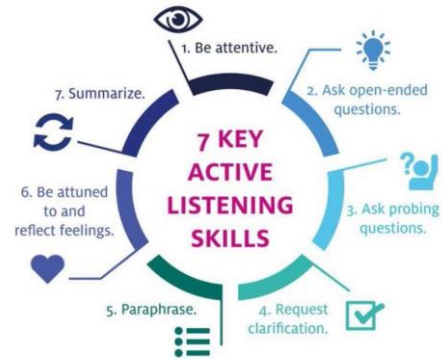 7 KEY
ACTIVE
LISTENING
SKILLS
1. Be attentive.
2. Ask open-ended
questions.
3. Ask probing
questions.
4. Request
clarification.
5. Paraphrase.
6. Be attuned
to and
reflect feelings.
7. Summarize.
?